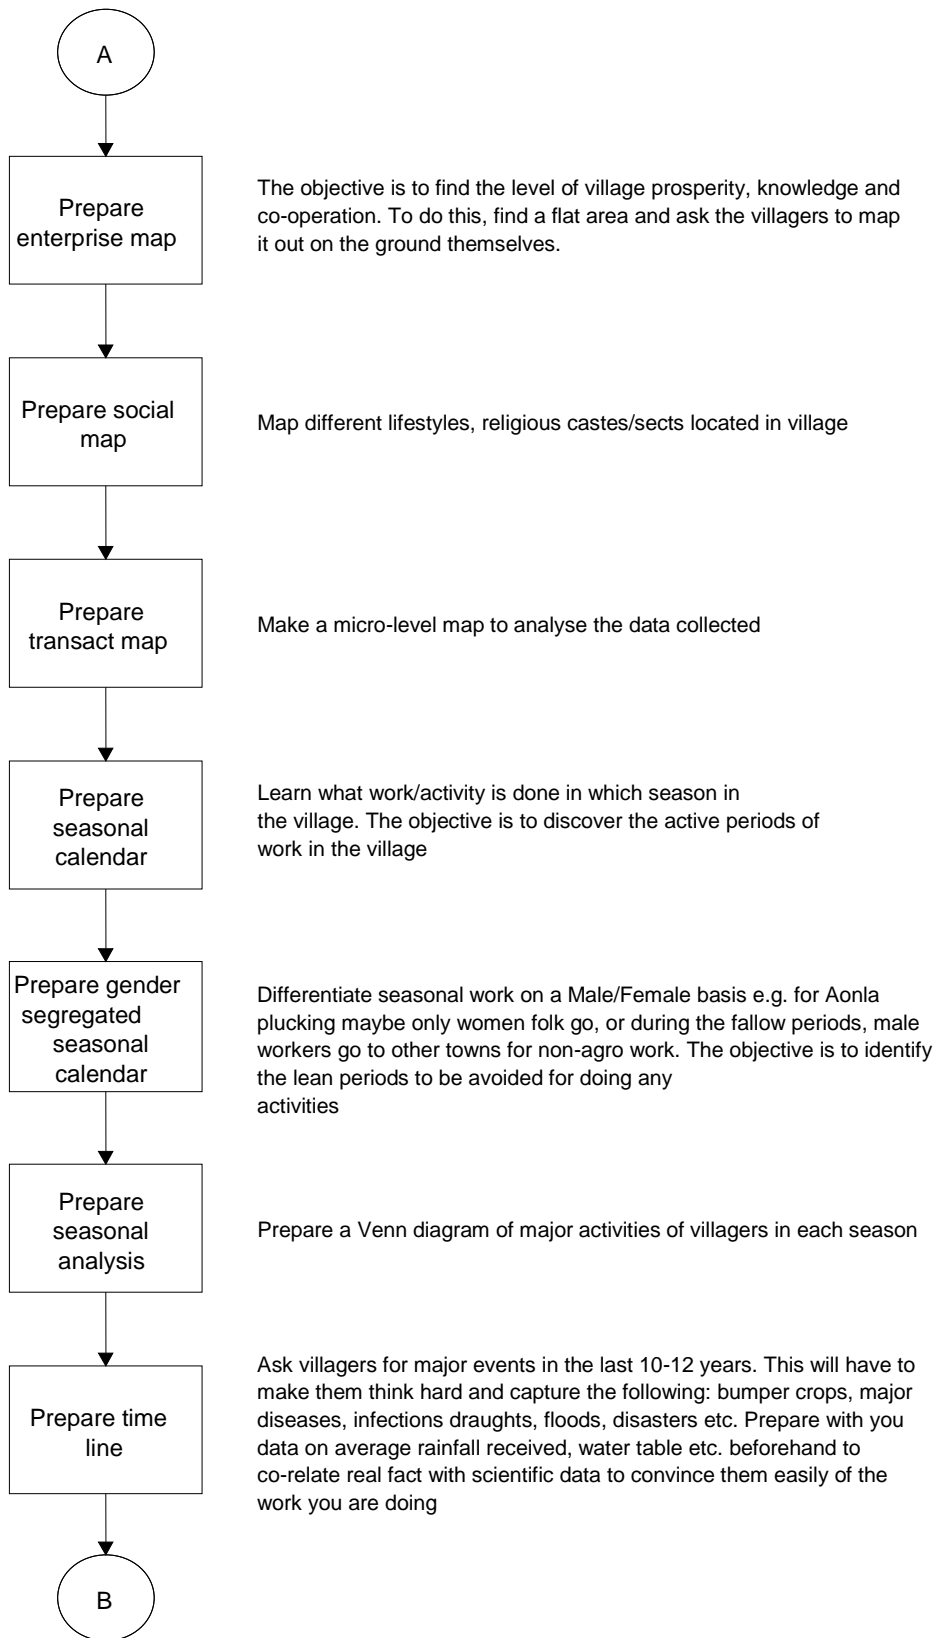 A
Prepare
enterprise map
The objective is to find the level of village prosperity, knowledge and
co-operation. To do this, find a flat area and ask the villagers to map
it out on the ground themselves.
Prepare social
map
Map different lifestyles, religious castes/sects located in village
Prepare
transact map
Make a micro-level map to analyse the data collected
Prepare
seasonal
calendar
Learn what work/activity is done in which season in
the village. The objective is to discover the active periods of
work in the village
Prepare gender
segregated
seasonal
calendar
Differentiate seasonal work on a Male/Female basis e.g. for Aonla
plucking maybe only women folk go, or during the fallow periods, male
workers go to other towns for non-agro work. The objective is to identify
the lean periods to be avoided for doing any
activities
Prepare
seasonal
analysis
Prepare a Venn diagram of major activities of villagers in each season
Prepare time
line
Ask villagers for major events in the last 10-12 years. This will have to
make them think hard and capture the following: bumper crops, major
diseases, infections draughts, floods, disasters etc. Prepare with you
data on average rainfall received, water table etc. beforehand to
co-relate real fact with scientific data to convince them easily of the
work you are doing
B